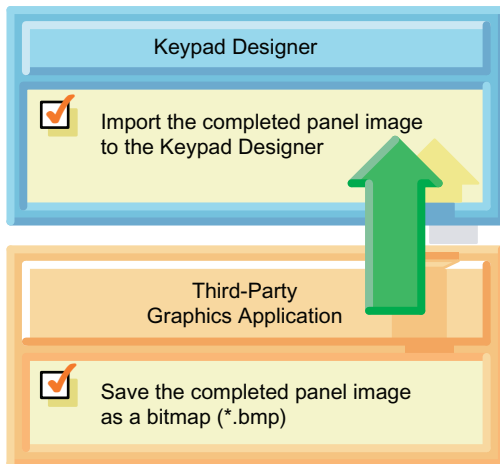 Keypad Designer
Import the completed panel image
to the Keypad Designer
Third-Party
Graphics Application
Save the completed panel image
as a bitmap (*.bmp)